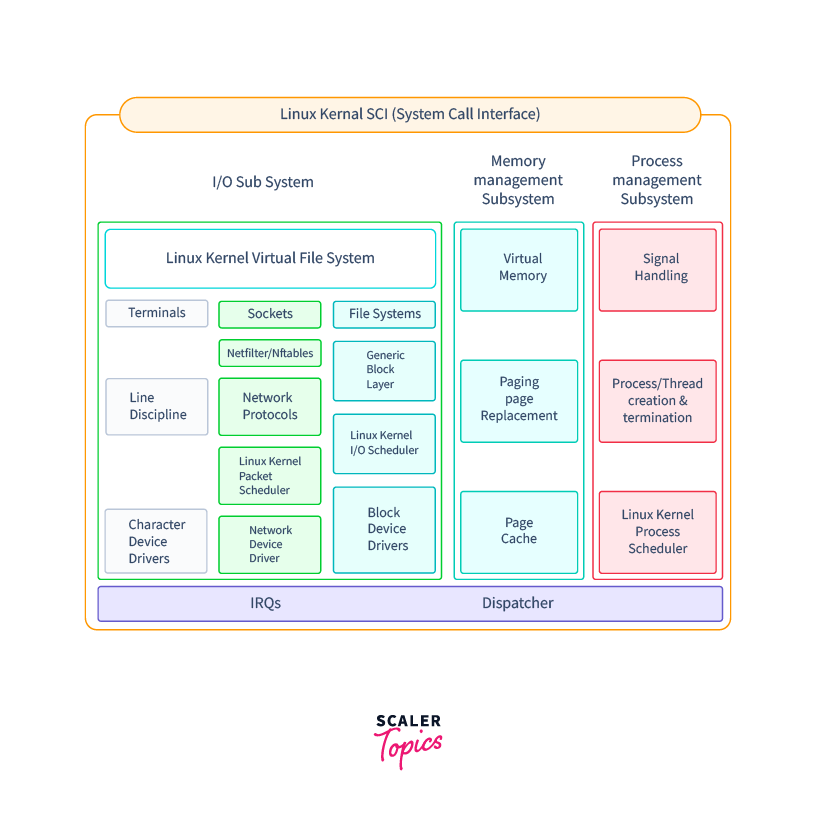 Linux Kernal SCI (System Call Interface)
I/O Sub System
Memory
management
Subsystem
Process
management
Subsystem
Linux Kernel Virtual File System
Terminals
Line
Discipline
Character
Device
Drivers
Sockets
Netfilter/Nftables
Network
Protocols
Linux Kernel
Packet
Scheduler
Network
Device
Driver
File Systems
Generic
Block
Layer
Linux Kernel
I/O Scheduler
Block
Device
Drivers
Virtual
Memory
Paging
page
Replacement
Page
Cache
Signal
Handling
Process/Thread
creation &
termination
Linux Kernel
Process
Scheduler
IRQs
Dispatcher
SCALER
Topics